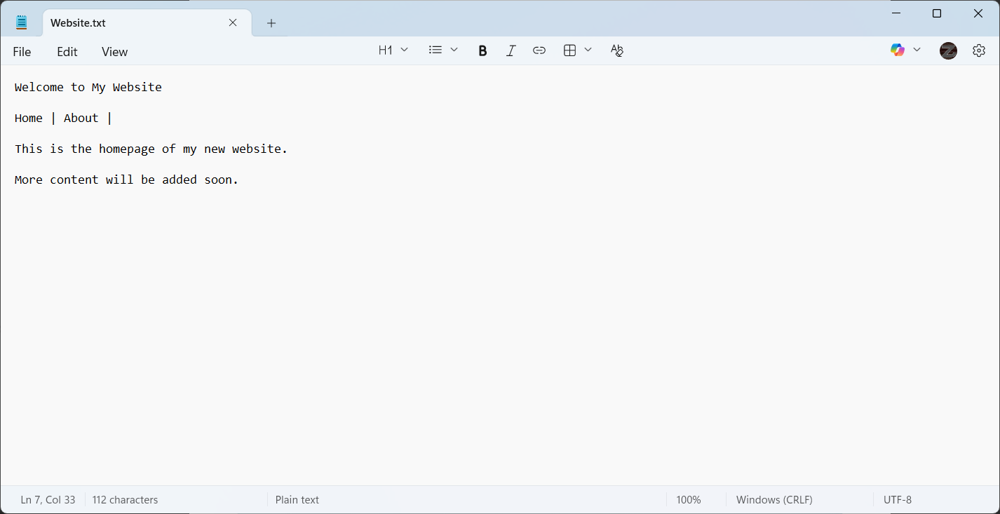 Website.txt
File Edit View H1 B I Ab
Welcome to My Website
Home | About |
This is the homepage of my new website.
More content will be added soon.
Ln 7, Col 33 112 characters Plain text 100% Windows (CRLF) UTF-8